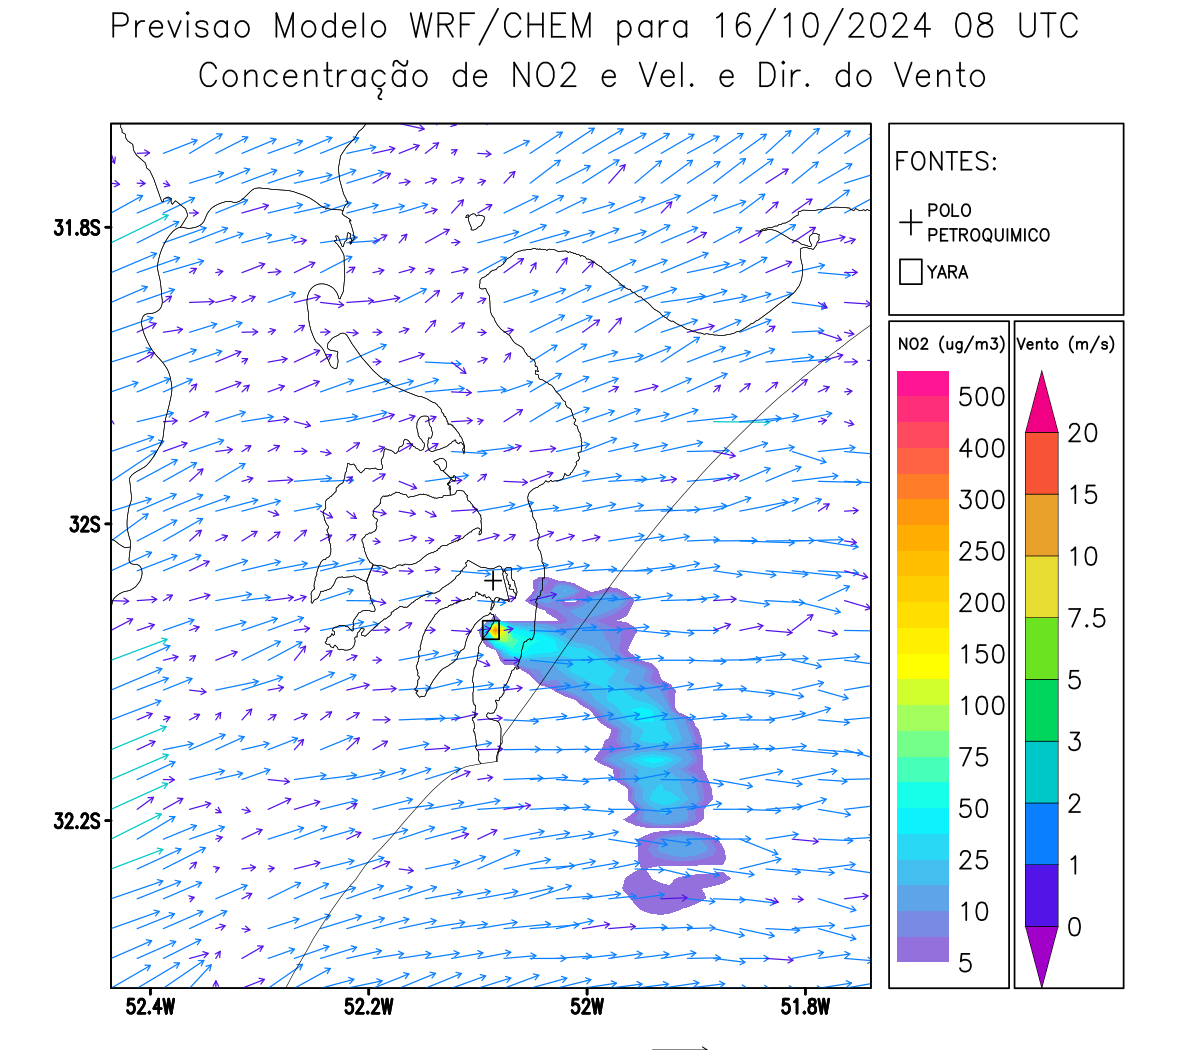 Previsao Modelo WRF/CHEM para 16/10/2024 08 UTC
Concentração de NO2 e Vel. e Dir. do Vento
FONTES:
POLO
PETROQUIMICO
YARA
NO2 (ug/m3)
500
400
300
250
200
150
100
75
50
25
10
5
Vento (m/s)
20
15
10
7.5
5
3
2
1
0
31.8S
32S
32.2S
52.4W
52.2W
52W
51.8W